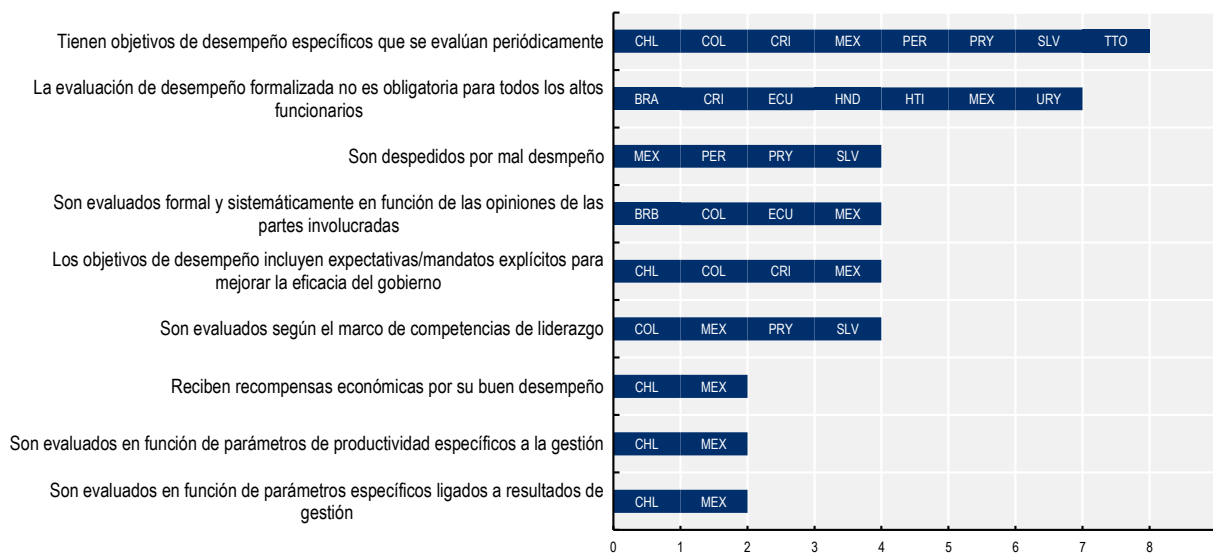 Tienen objetivos de desempeño específicos que se evalúan periódicamente
CHL COL CRI MEX PER PRY SLV TTO
La evaluación de desempeño formalizada no es obligatoria para todos los altos
funcionarios
BRA CRI ECU HND HTI MEX URY
Son despedidos por mal desmpeño
MEX PER PRY SLV
Son evaluados formal y sistemáticamente en función de las opiniones de las
partes involucradas
BRB COL ECU MEX
Los objetivos de desempeño incluyen expectativas/mandatos explícitos para
mejorar la eficacia del gobierno
CHL COL CRI MEX
Son evaluados según el marco de competencias de liderazgo
COL MEX PRY SLV
Reciben recompensas económicas por su buen desempeño
CHL MEX
Son evaluados en función de parámetros de productividad específicos a la gestión
CHL MEX
Son evaluados en función de parámetros específicos ligados a resultados de
gestión
CHL MEX
0 1 2 3 4 5 6 7 8